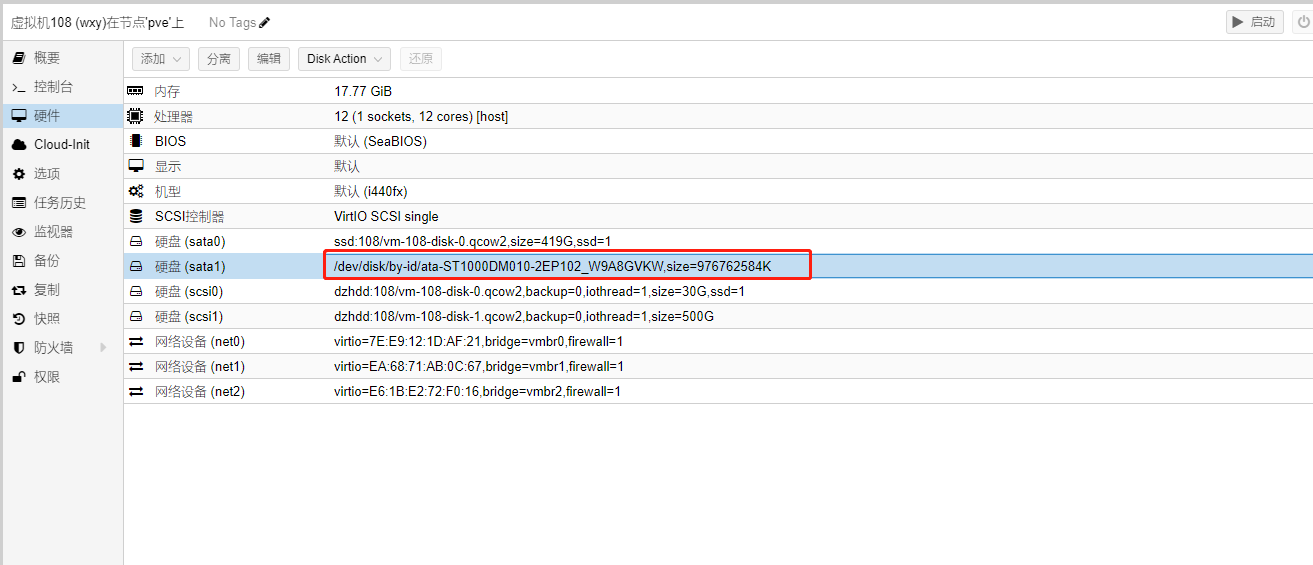 虚拟机108 (wxy)在节点'pve'上 No Tags 启动
概要
控制台
硬件
Cloud-Init
选项
任务历史
监视器
备份
复制
快照
防火墙
权限
添加 分离 编辑 Disk Action 还原
内存 17.77 GiB
处理器 12 (1 sockets, 12 cores) [host]
BIOS 默认 (SeaBIOS)
显示 默认
机型 默认 (i440fx)
SCSI控制器 VirtIO SCSI single
硬盘 (sata0) ssd:108/vm-108-disk-0.qcow2,size=419G,ssd=1
硬盘 (sata1) /dev/disk/by-id/ata-ST1000DM010-2EP102_W9A8GVKW,size=976762584K
硬盘 (scsi0) dzhdd:108/vm-108-disk-0.qcow2,backup=0,iothread=1,size=30G,ssd=1
硬盘 (scsi1) dzhdd:108/vm-108-disk-1.qcow2,backup=0,iothread=1,size=500G
网络设备 (net0) virtio=7E:E9:12:1D:AF:21,bridge=vmbr0,firewall=1
网络设备 (net1) virtio=EA:68:71:AB:0C:67,bridge=vmbr1,firewall=1
网络设备 (net2) virtio=E6:1B:E2:72:F0:16,bridge=vmbr2,firewall=1